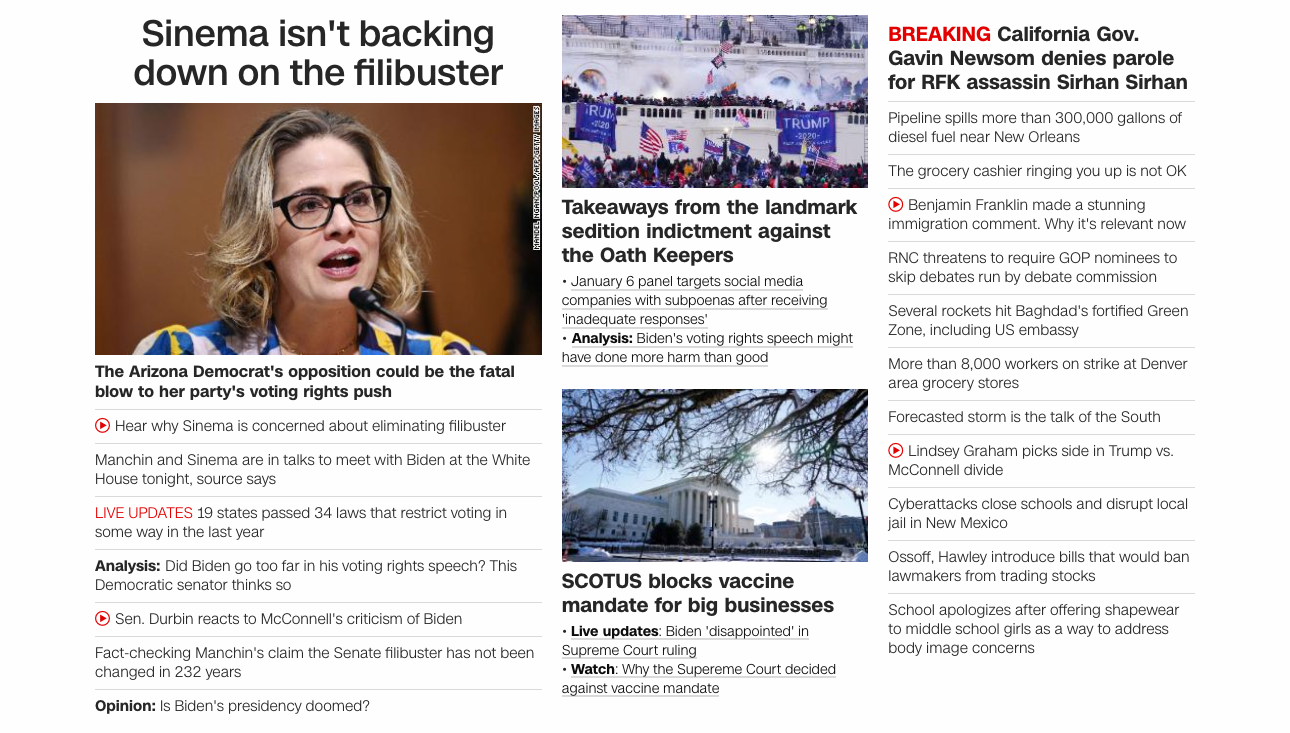 Sinema isn't backing
down on the filibuster
MANDEL NGAN/POOL/AFP/GETTY IMAGES
The Arizona Democrat's opposition could be the fatal
blow to her party's voting rights push
Hear why Sinema is concerned about eliminating filibuster
Manchin and Sinema are in talks to meet with Biden at the White
House tonight, source says
LIVE UPDATES 19 states passed 34 laws that restrict voting in
some way in the last year
Analysis: Did Biden go too far in his voting rights speech? This
Democratic senator thinks so
Sen. Durbin reacts to McConnell's criticism of Biden
Fact-checking Manchin's claim the Senate filibuster has not been
changed in 232 years
Opinion: Is Biden's presidency doomed?
TRUMP
2020
TRUMP
-2020-
Takeaways from the landmark
sedition indictment against
the Oath Keepers
• January 6 panel targets social media
companies with subpoenas after receiving
'inadequate responses'
• Analysis: Biden's voting rights speech might
have done more harm than good
SCOTUS blocks vaccine
mandate for big businesses
• Live updates: Biden 'disappointed' in
Supreme Court ruling
• Watch: Why the Supereme Court decided
against vaccine mandate
BREAKING California Gov.
Gavin Newsom denies parole
for RFK assassin Sirhan Sirhan
Pipeline spills more than 300,000 gallons of
diesel fuel near New Orleans
The grocery cashier ringing you up is not OK
Benjamin Franklin made a stunning
immigration comment. Why it's relevant now
RNC threatens to require GOP nominees to
skip debates run by debate commission
Several rockets hit Baghdad's fortified Green
Zone, including US embassy
More than 8,000 workers on strike at Denver
area grocery stores
Forecasted storm is the talk of the South
Lindsey Graham picks side in Trump vs.
McConnell divide
Cyberattacks close schools and disrupt local
jail in New Mexico
Ossoff, Hawley introduce bills that would ban
lawmakers from trading stocks
School apologizes after offering shapewear
to middle school girls as a way to address
body image concerns